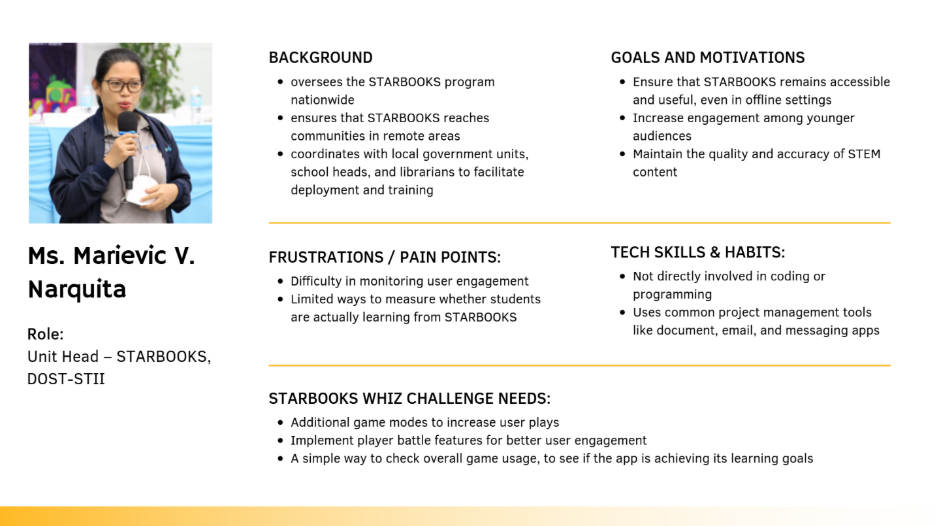 Ms. Marievic V.
Narquita
Role:
Unit Head – STARBOOKS,
DOST-STII
BACKGROUND
• oversees the STARBOOKS program
nationwide
• ensures that STARBOOKS reaches
communities in remote areas
• coordinates with local government units,
school heads, and librarians to facilitate
deployment and training
GOALS AND MOTIVATIONS
• Ensure that STARBOOKS remains accessible
and useful, even in offline settings
• Increase engagement among younger
audiences
• Maintain the quality and accuracy of STEM
content
FRUSTRATIONS / PAIN POINTS:
• Difficulty in monitoring user engagement
• Limited ways to measure whether students
are actually learning from STARBOOKS
TECH SKILLS & HABITS:
• Not directly involved in coding or
programming
• Uses common project management tools
like document, email, and messaging apps
STARBOOKS WHIZ CHALLENGE NEEDS:
• Additional game modes to increase user plays
• Implement player battle features for better user engagement
• A simple way to check overall game usage, to see if the app is achieving its learning goals